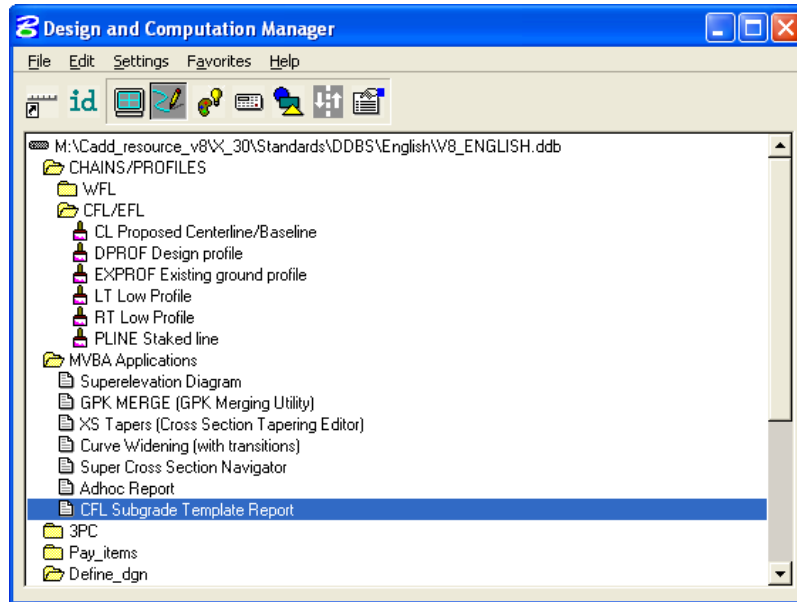 Design and Computation Manager
File Edit Settings Favorites Help
id
M:\Cadd_resource_v8\X_30\Standards\DDBS\English\V8_ENGLISH.ddb
CHAINS/PROFILES
WFL
CFL/EFL
CL Proposed Centerline/Baseline
DPROF Design profile
EXPROF Existing ground profile
LT Low Profile
RT Low Profile
PLINE Staked line
MVBA Applications
Superelevation Diagram
GPK MERGE (GPK Merging Utility)
XS Tapers (Cross Section Tapering Editor)
Curve Widening (with transitions)
Super Cross Section Navigator
Adhoc Report
CFL Subgrade Template Report
3PC
Pay_items
Define_dgn